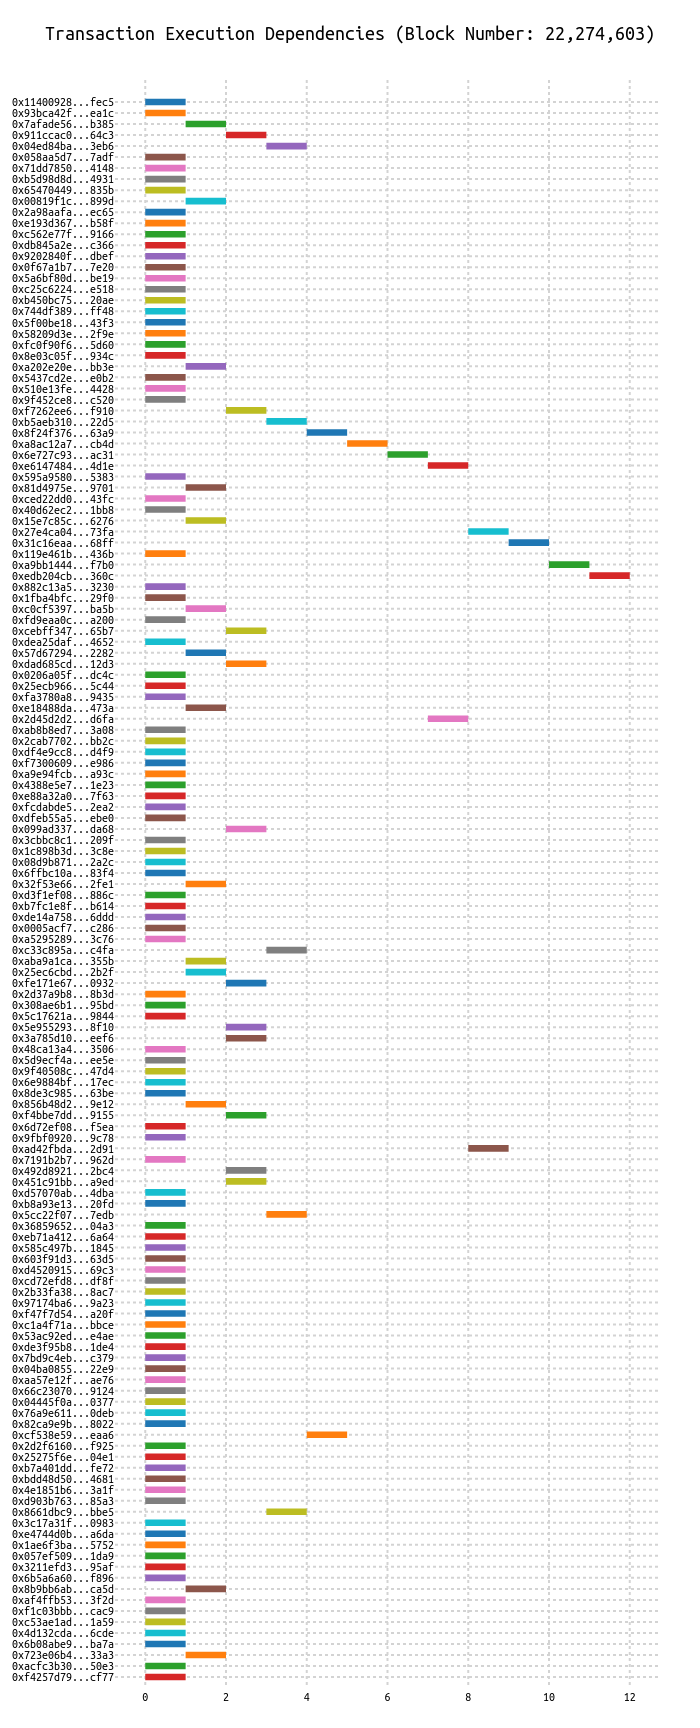 Transaction Execution Dependencies (Block Number: 22,274,603)
0x11400928...fec5
0x93bca42f...ea1c
0x7afade56...b385
0x911ccac0...64c3
0x04ed84ba...3eb6
0x058aa5d7...7adf
0x71dd7850...4148
0xb5d98d8d...4931
0x65470449...835b
0x00819f1c...899d
0x2a98aafa...ec65
0xe193d367...b58f
0xc562e77f...9166
0xdb845a2e...c366
0x9202840f...dbef
0x0f67a1b7...7e20
0x5a6bf80d...be19
0xc25c6224...e518
0xb450bc75...20ae
0x744df389...ff48
0x5f00be18...43f3
0x58209d3e...2f9e
0xfc0f90f6...5d60
0x8e03c05f...934c
0xa202e20e...bb3e
0x5437cd2e...e0b2
0x510e13fe...4428
0x9f452ce8...c520
0xf7262ee6...f910
0xb5aeb310...22d5
0x8f24f376...63a9
0xa8ac12a7...cb4d
0x6e727c93...ac31
0xe6147484...4d1e
0x595a9580...5383
0x81d4975e...9701
0xced22dd0...43fc
0x40d62ec2...1bb8
0x15e7c85c...6276
0x27e4ca04...73fa
0x31c16eaa...68ff
0x119e461b...436b
0xa9bb1444...f7b0
0xedb204cb...360c
0x882c13a5...3230
0x1fba4bfc...29f0
0xc0cf5397...ba5b
0xfd9eaa0c...a200
0xcebff347...65b7
0xdea25daf...4652
0x57d67294...2282
0xdad685cd...12d3
0x0206a05f...dc4c
0x25ecb966...5c44
0xfa3780a8...9435
0xe18488da...473a
0x2d45d2d2...d6fa
0xab8b8ed7...3a08
0x2cab7702...bb2c
0xdf4e9cc8...d4f9
0xf7300609...e986
0xa9e94fcb...a93c
0x4388e5e7...1e23
0xe88a32a0...7f63
0xfcdabde5...2ea2
0xdfeb55a5...ebe0
0x099ad337...da68
0x3cbbc8c1...209f
0x1c898b3d...3c8e
0x08d9b871...2a2c
0x6ffbc10a...83f4
0x32f53e66...2fe1
0xd3f1ef08...886c
0xb7fc1e8f...b614
0xde14a758...6ddd
0x0005acf7...c286
0xa5295289...3c76
0xc33c895a...c4fa
0xaba9a1ca...355b
0x25ec6cbd...2b2f
0xfe171e67...0932
0x2d37a9b8...8b3d
0x308ae6b1...95bd
0x5c17621a...9844
0x5e955293...8f10
0x3a785d10...eef6
0x48ca13a4...3506
0x5d9ecf4a...ee5e
0x9f40508c...47d4
0x6e9884bf...17ec
0x8de3c985...63be
0x856b48d2...9e12
0xf4bbe7dd...9155
0x6d72ef08...f5ea
0x9fbf0920...9c78
0xad42fbda...2d91
0x7191b2b7...962d
0x492d8921...2bc4
0x451c91bb...a9ed
0xd57070ab...4dba
0xb8a93e13...20fd
0x5cc22f07...7edb
0x36859652...04a3
0xeb71a412...6a64
0x585c497b...1845
0x603f91d3...63d5
0xd4520915...69c3
0xcd72efd8...df8f
0x2b33fa38...8ac7
0x97174ba6...9a23
0xf47f7d54...a20f
0xc1a4f71a...bbce
0x53ac92ed...e4ae
0xde3f95b8...1de4
0x7bd9c4eb...c379
0x04ba0855...22e9
0xaa57e12f...ae76
0x66c23070...9124
0x04445f0a...0377
0x76a9e611...0deb
0x82ca9e9b...8022
0xcf538e59...eaa6
0x2d2f6160...f925
0x25275f6e...04e1
0xb7a401dd...fe72
0xbdd48d50...4681
0x4e1851b6...3a1f
0xd903b763...85a3
0x8661dbc9...bbe5
0x3c17a31f...0983
0xe4744d0b...a6da
0x1ae6f3ba...5752
0x057ef509...1da9
0x3211efd3...95af
0x6b5a6a60...f896
0x8b9bb6ab...ca5d
0xaf4ffb53...3f2d
0xf1c03bbb...cac9
0xc53ae1ad...1a59
0x4d132cda...6cde
0x6b08abe9...ba7a
0x723e06b4...33a3
0xacfc3b30...50e3
0xf4257d79...cf77
0 2 4 6 8 10 12